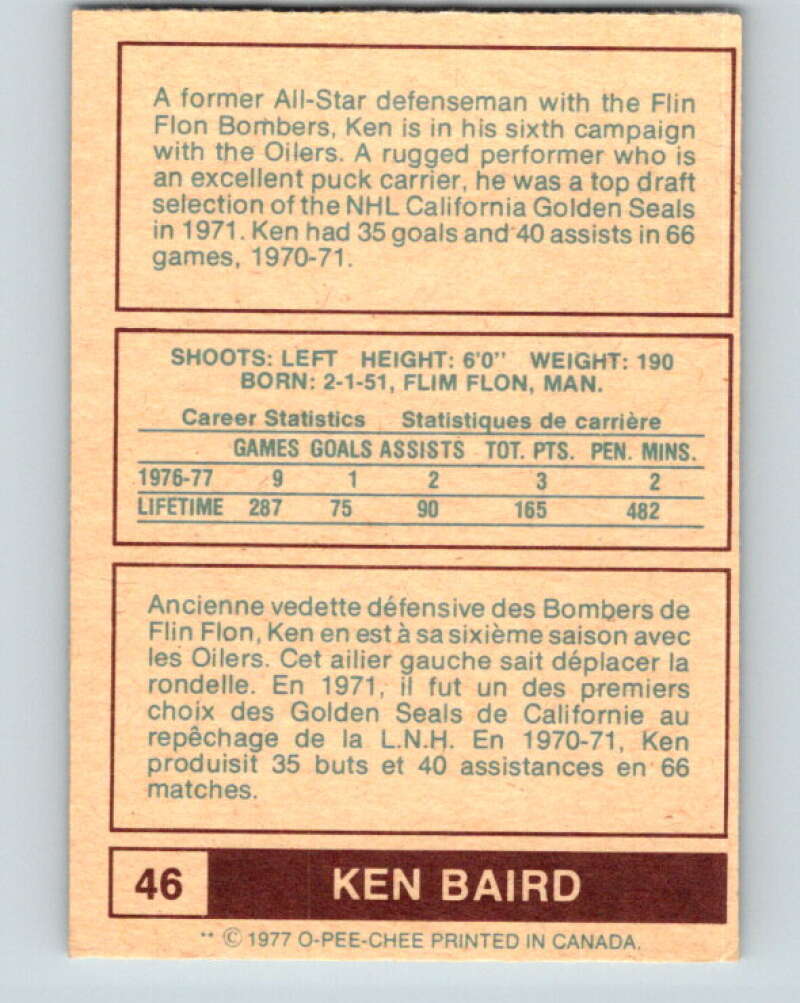 A former All-Star defenseman with the Flin
Flon Bombers, Ken is in his sixth campaign
with the Oilers. A rugged performer who is
an excellent puck carrier, he was a top draft
selection of the NHL California Golden Seals
in 1971. Ken had 35 goals and 40 assists in 66
games, 1970-71.
SHOOTS: LEFT HEIGHT: 6'0" WEIGHT: 190
BORN: 2-1-51, FLIM FLON, MAN.
Career Statistics Statistiques de carrière
GAMES GOALS ASSISTS TOT. PTS. PEN. MINS.
1976-77 9 1 2 3 2
LIFETIME 287 75 90 165 482
Ancienne vedette défensive des Bombers de
Flin Flon, Ken en est à sa sixième saison avec
les Oilers. Cet ailier gauche sait déplacer la
rondelle. En 1971, il fut un des premiers
choix des Golden Seals de Californie au
repêchage de la L.N.H. En 1970-71, Ken
produisit 35 buts et 40 assistances en 66
matches.
46 KEN BAIRD
** © 1977 O-PEE-CHEE PRINTED IN CANADA.